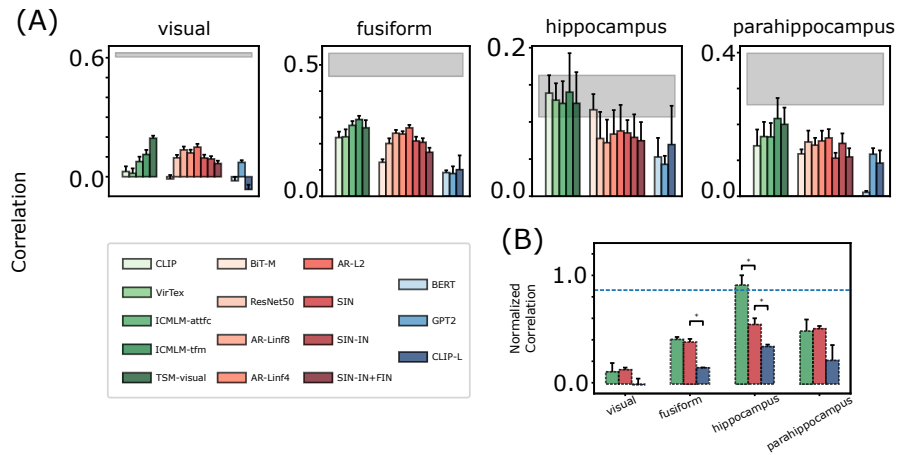 (A)
visual
fusiform
hippocampus
parahippocampus
0.6
0.0
0.5
0.0
0.2
0.0
0.4
0.0
Correlation
CLIP
VirTex
ICMLM-attfc
ICMLM-tfm
TSM-visual
BiT-M
ResNet50
AR-Linf8
AR-Linf4
AR-L2
SIN
SIN-IN
SIN-IN+FIN
BERT
GPT2
CLIP-L
(B)
Normalized
Correlation
1.0
0.0
*
*
*
visual
fusiform
hippocampus
parahippocampus